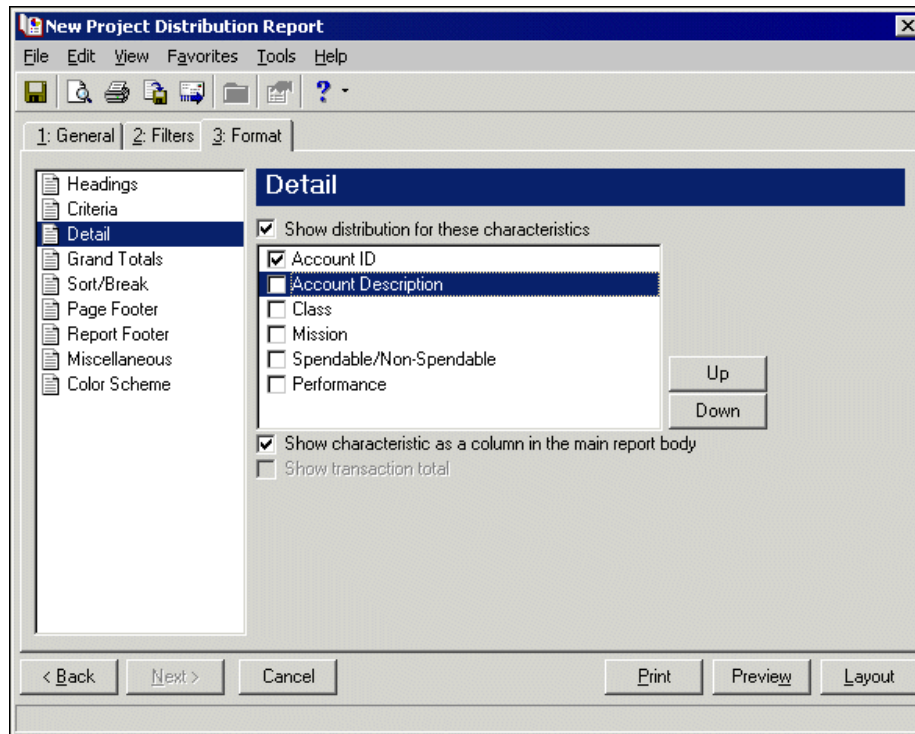 New Project Distribution Report
File Edit View Favorites Tools Help
?
1: General 2: Filters 3: Format
Headings
Criteria
Detail
Grand Totals
Sort/Break
Page Footer
Report Footer
Miscellaneous
Color Scheme
Detail
Show distribution for these characteristics
Account ID
Account Description
Class
Mission
Spendable/Non-Spendable
Performance
Up
Down
Show characteristic as a column in the main report body
Show transaction total
< Back Next > Cancel Print Preview Layout